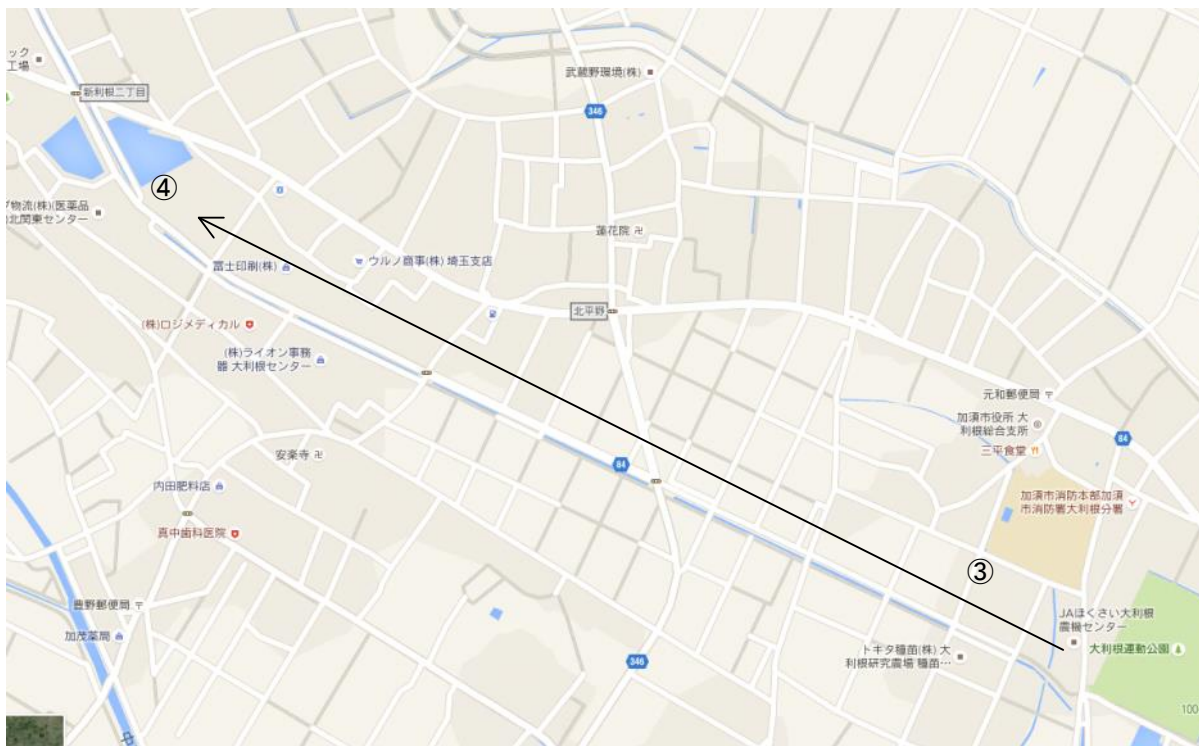 ック
工場
新利根二丁目
武蔵野環境(株)
346
④
物流(株)(医薬品
)北関東センター
蓮花院
冨士印刷(株)
ウルノ商事(株) 埼玉支店
北平野
(株)ロジメディカル
(株)ライオン事務
器 大利根センター
元和郵便局
加須市役所 大
利根総合支所
84
三平食堂
安楽寺
84
内田肥料店
加須市消防本部加須
市消防署大利根分署
真中歯科医院
③
豊野郵便局
加茂薬局
JAほくさい大利根
農機センター
トキタ種苗(株) 大
利根研究農場 種苗…
大利根運動公園
346
100
中